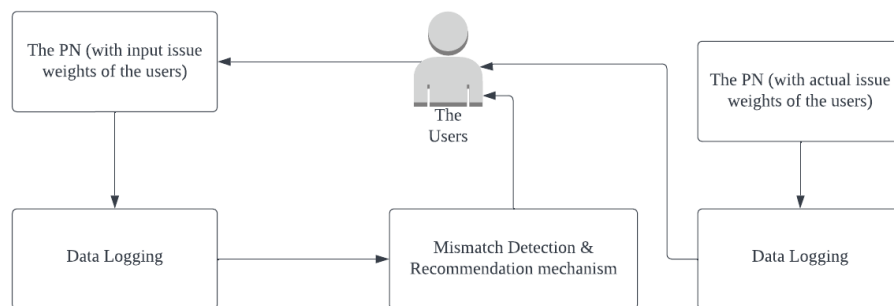 The PN (with input issue
weights of the users)
The
Users
The PN (with actual issue
weights of the users)
Data Logging
Mismatch Detection &
Recommendation mechanism
Data Logging